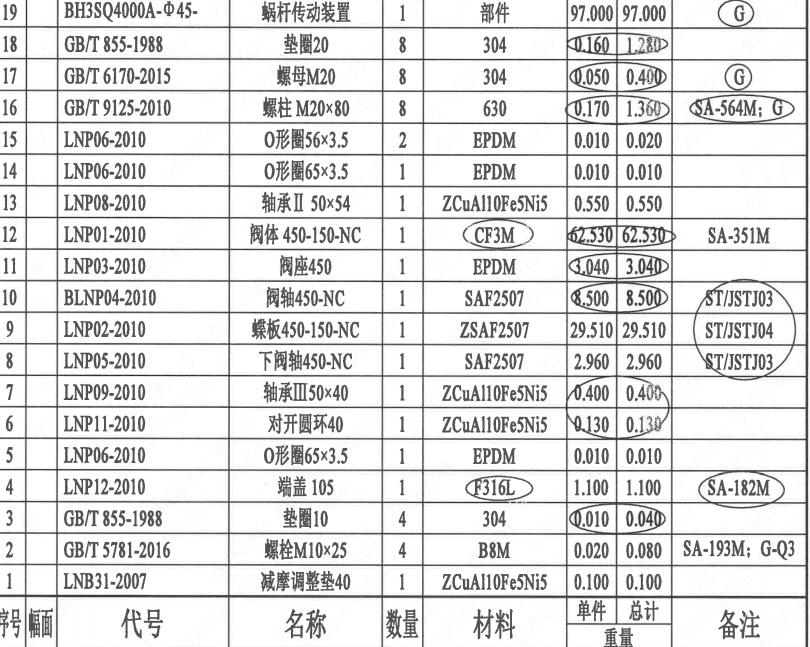 19 BH3SQ4000A-Φ45- 蜗杆传动装置 1 部件 97.000 97.000 G
18 GB/T 855-1988 垫圈20 8 304 0.160 1.280
17 GB/T 6170-2015 螺母M20 8 304 0.050 0.400 G
16 GB/T 9125-2010 螺柱 M20×80 8 630 0.170 1.360 SA-564M; G
15 LNP06-2010 O形圈56×3.5 2 EPDM 0.010 0.020
14 LNP06-2010 O形圈65×3.5 1 EPDM 0.010 0.010
13 LNP08-2010 轴承Ⅱ 50×54 1 ZCuAl10Fe5Ni5 0.550 0.550
12 LNP01-2010 阀体 450-150-NC 1 CF3M 62.530 62.530 SA-351M
11 LNP03-2010 阀座450 1 EPDM 3.040 3.040
10 BLNP04-2010 阀轴450-NC 1 SAF2507 8.500 8.500 ST/JSTJ03
9 LNP02-2010 蝶板450-150-NC 1 ZSAF2507 29.510 29.510 ST/JSTJ04
8 LNP05-2010 下阀轴450-NC 1 SAF2507 2.960 2.960 ST/JSTJ03
7 LNP09-2010 轴承Ⅲ50×40 1 ZCuAl10Fe5Ni5 0.400 0.400
6 LNP11-2010 对开圆环40 1 ZCuAl10Fe5Ni5 0.130 0.130
5 LNP06-2010 O形圈65×3.5 1 EPDM 0.010 0.010
4 LNP12-2010 端盖 105 1 F316L 1.100 1.100 SA-182M
3 GB/T 855-1988 垫圈10 4 304 0.010 0.040
2 GB/T 5781-2016 螺栓M10×25 4 B8M 0.020 0.080 SA-193M; G-Q3
1 LNB31-2007 减摩调整垫40 1 ZCuAl10Fe5Ni5 0.100 0.100
序号 幅面 代号 名称 数量 材料 单件 总计 备注
重量